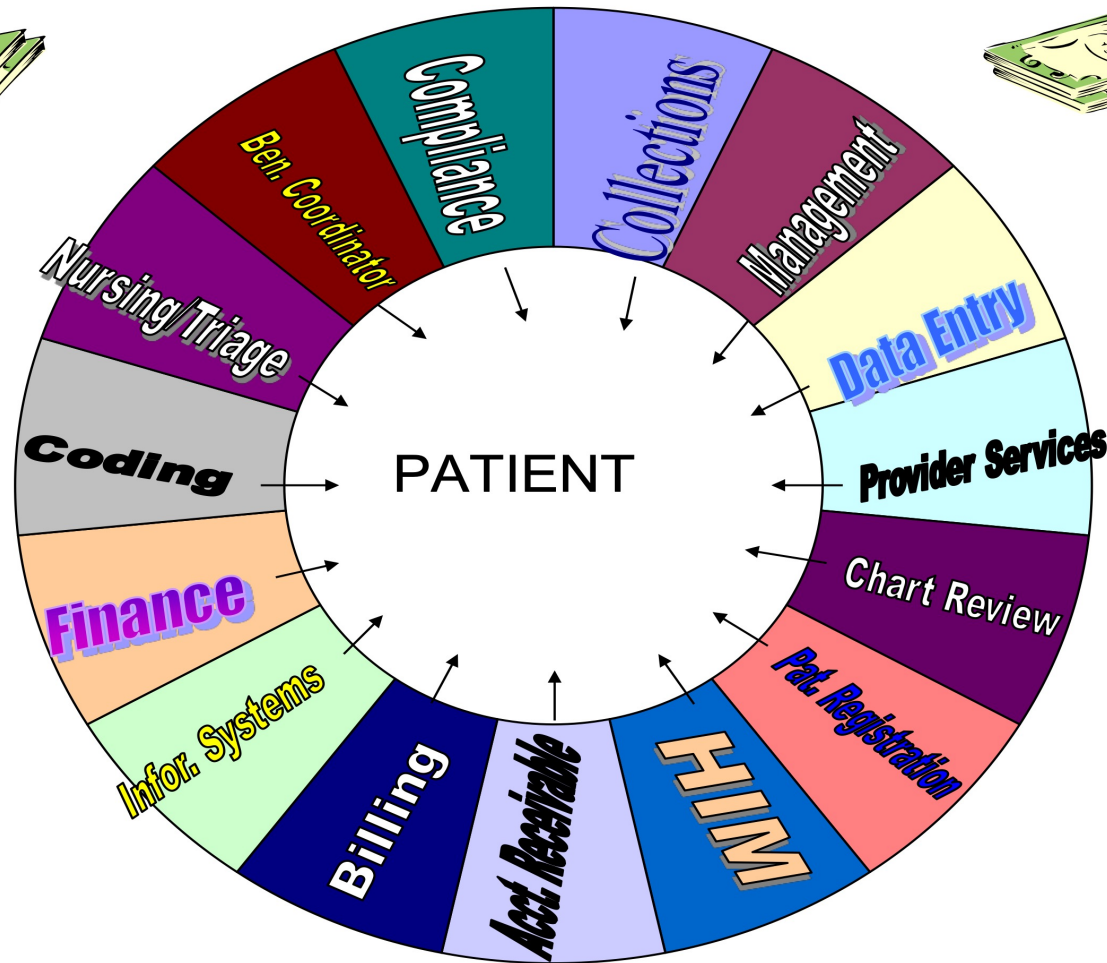 Collections
Management
Data Entry
Provider Services
Chart Review
Pat. Registration
HIM
Acct. Receivable
Billing
Infor. Systems
Finance
Coding
Nursing/Triage
Ben. Coordinator
Compliance
PATIENT